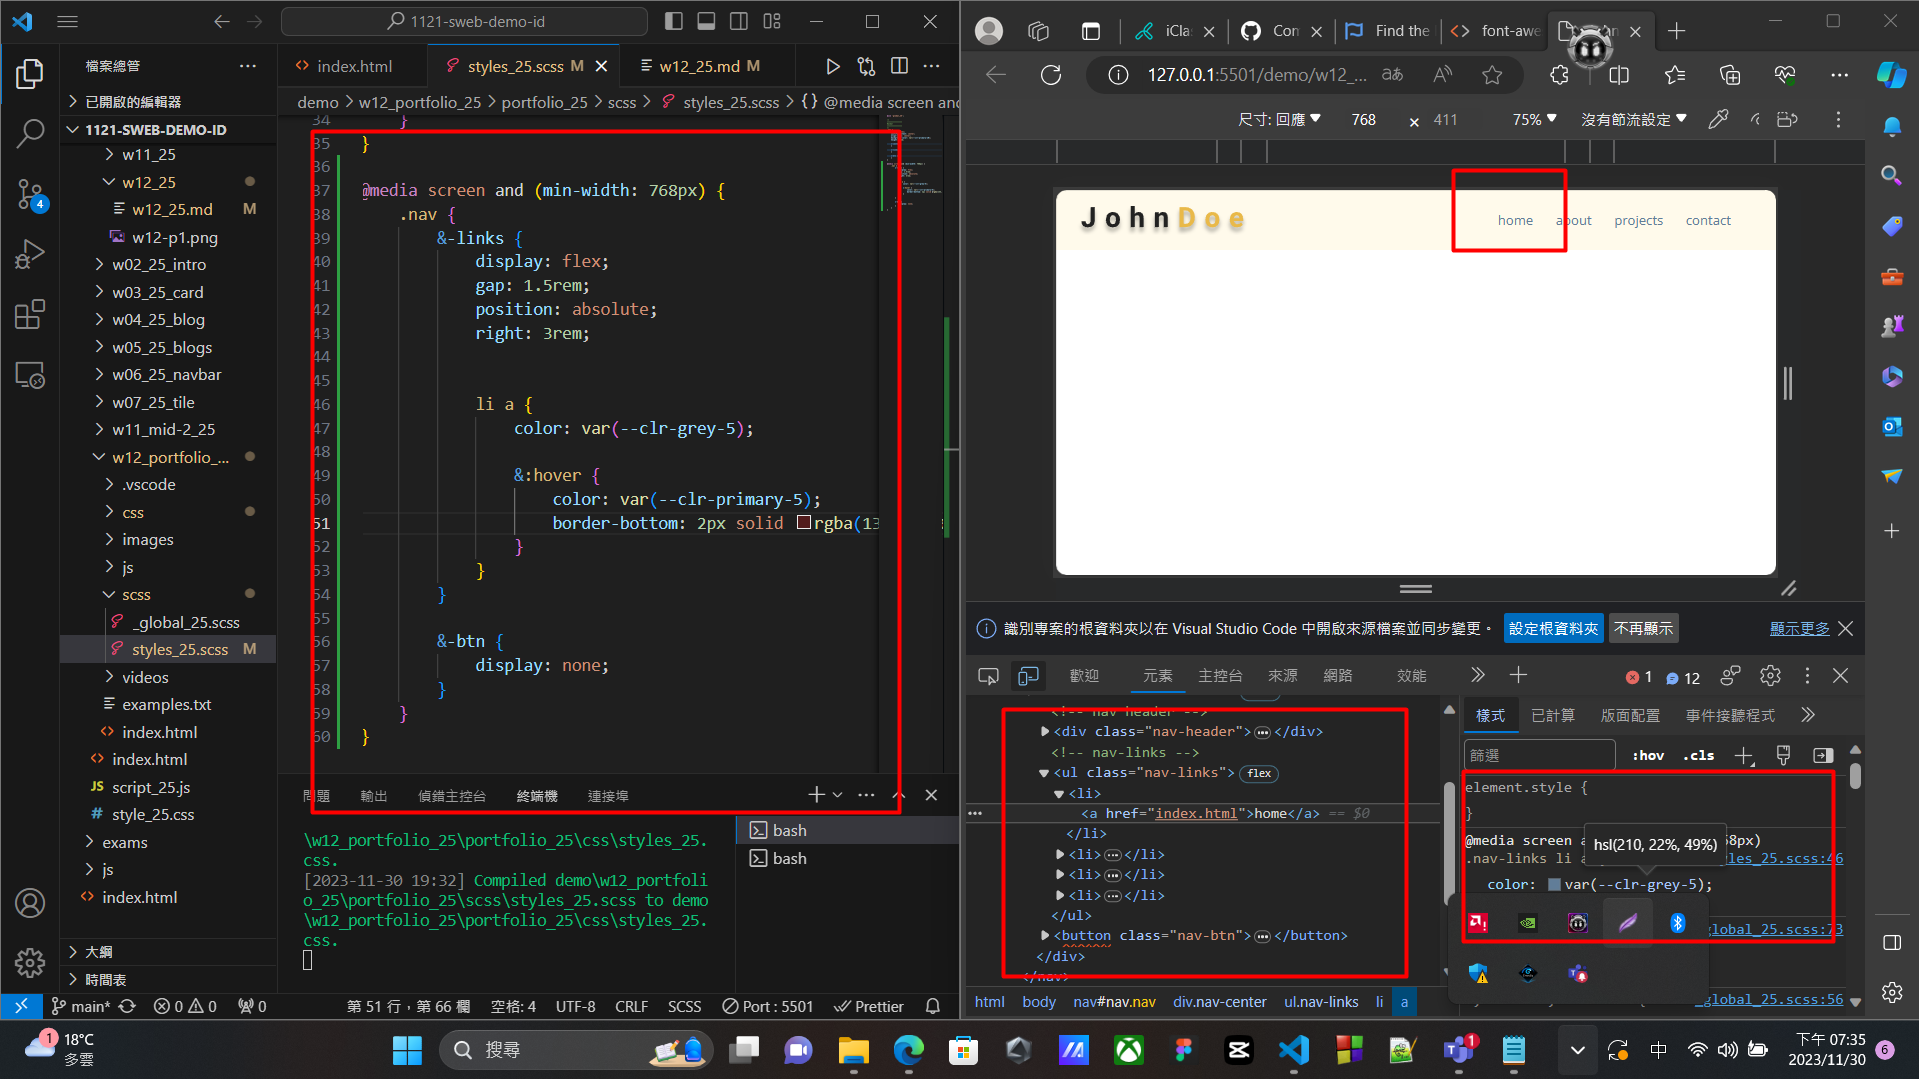 1121-sweb-demo-id
檔案總管
已開啟的編輯器
1121-SWEB-DEMO-ID
w11_25
w12_25
w12_25.md M
w12-p1.png
w02_25_intro
w03_25_card
w04_25_blog
w05_25_blogs
w06_25_navbar
w07_25_tile
w11_mid-2_25
w12_portfolio_...
.vscode
css
images
js
scss
_global_25.scss
styles_25.scss M
videos
examples.txt
index.html
index.html
JS script_25.js
# style_25.css
exams
js
index.html
大綱
時間表
4
index.html
styles_25.scss M
w12_25.md M
demo > w12_portfolio_25 > portfolio_25 > scss > styles_25.scss > {} @media screen and
34 }
35 }
36
37 @media screen and (min-width: 768px) {
38 .nav {
39 &-links {
40 display: flex;
41 gap: 1.5rem;
42 position: absolute;
43 right: 3rem;
44
45
46 li a {
47 color: var(--clr-grey-5);
48
49 &:hover {
50 color: var(--clr-primary-5);
51 border-bottom: 2px solid rgba(13
52 }
53 }
54 }
55
56 &-btn {
57 display: none;
58 }
59 }
60 }
問題 輸出 偵錯主控台 終端機 連接埠
\w12_portfolio_25\portfolio_25\css\styles_25.
css.
[2023-11-30 19:32] Compiled demo\w12_portfoli
o_25\portfolio_25\scss\styles_25.scss to demo
\w12_portfolio_25\portfolio_25\css\styles_25.
css.
bash
bash
main* 0 0 0 第 51 行，第 66 欄 空格: 4 UTF-8 CRLF SCSS Port : 5501 Prettier
iCla
Con
Find the
font-awe
127.0.0.1:5501/demo/w12_...
尺寸: 回應 768 × 411 75% 沒有節流設定
JohnDoe
home about projects contact
識別專案的根資料夾以在 Visual Studio Code 中開啟來源檔案並同步變更。 設定根資料夾 不再顯示 顯示更多
歡迎 元素 主控台 來源 網路 效能 1 12
<!-- nav header -->
<div class="nav-header"> ⋯ </div>
<!-- nav-links -->
<ul class="nav-links"> flex
<li>
<a href="index.html">home</a> == $0
</li>
<li> ⋯ </li>
<li> ⋯ </li>
<li> ⋯ </li>
</ul>
<button class="nav-btn"> ⋯ </button>
</div>
</nav>
html body nav#nav.nav div.nav-center ul.nav-links li a
樣式 已計算 版面配置 事件接聽程式
篩選 :hov .cls
element.style {
}
@media screen a 8px)
hsl(210, 22%, 49%)
.nav-links li a les_25.scss:46
color: var(--clr-grey-5);
global_25.scss:73
global_25.scss:56
1
18°C
多雲
搜尋
1
中
下午 07:35
2023/11/30
6